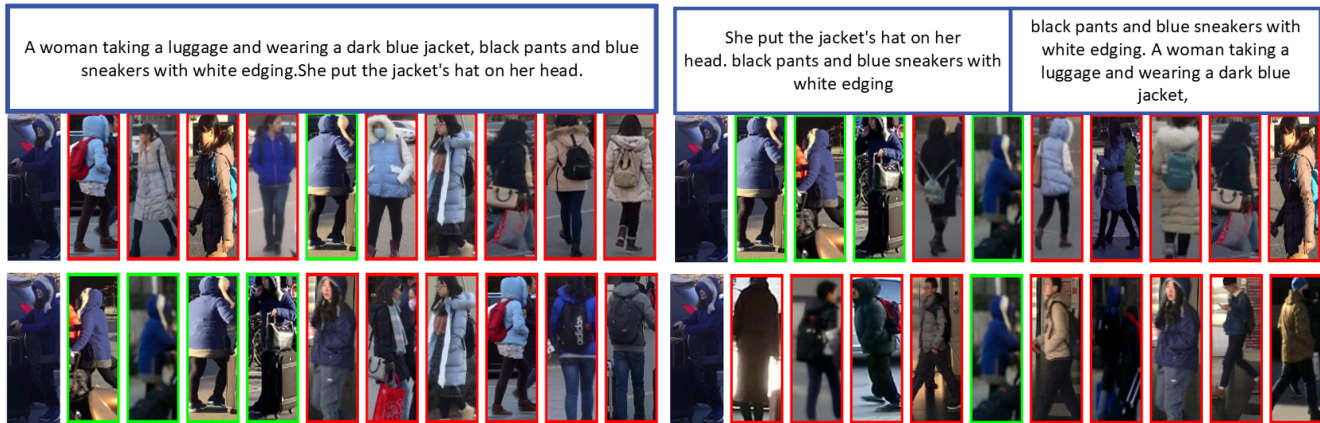 A woman taking a luggage and wearing a dark blue jacket, black pants and blue
sneakers with white edging.She put the jacket's hat on her head.
She put the jacket's hat on her
head. black pants and blue sneakers with
white edging
black pants and blue sneakers with
white edging. A woman taking a
luggage and wearing a dark blue
jacket,
adidas